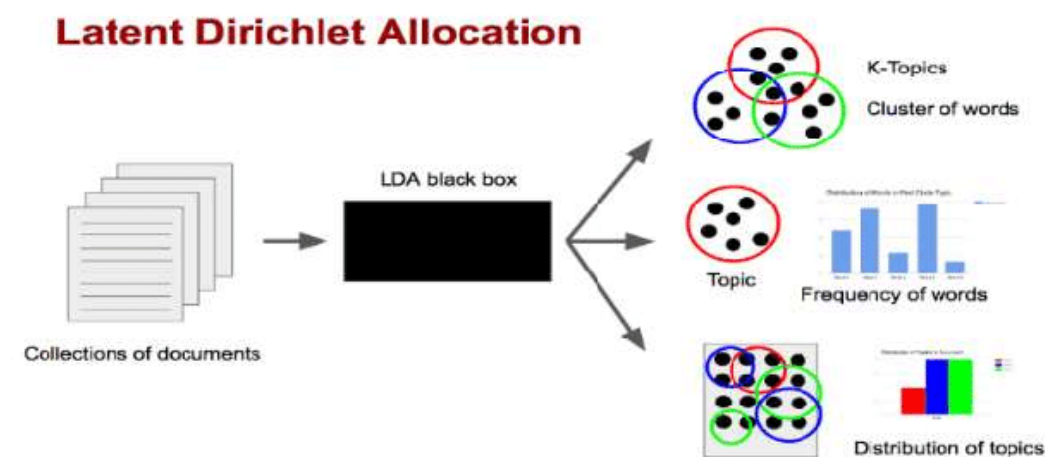 Latent Dirichlet Allocation
K-Topics
Cluster of words
LDA black box
Topic
Frequency of words
Collections of documents
Distribution of topics